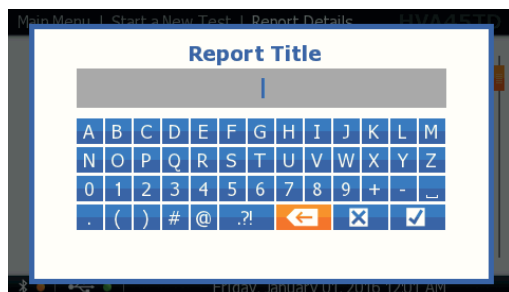 Main Menu | Start a New Test | Report Details HVA45TD
Report Title
A B C D E F G H I J K L M
N O P Q R S T U V W X Y Z
0 1 2 3 4 5 6 7 8 9 + - ⎵
. ( ) # @ .?!
Friday, January 01, 2016 12:01 AM